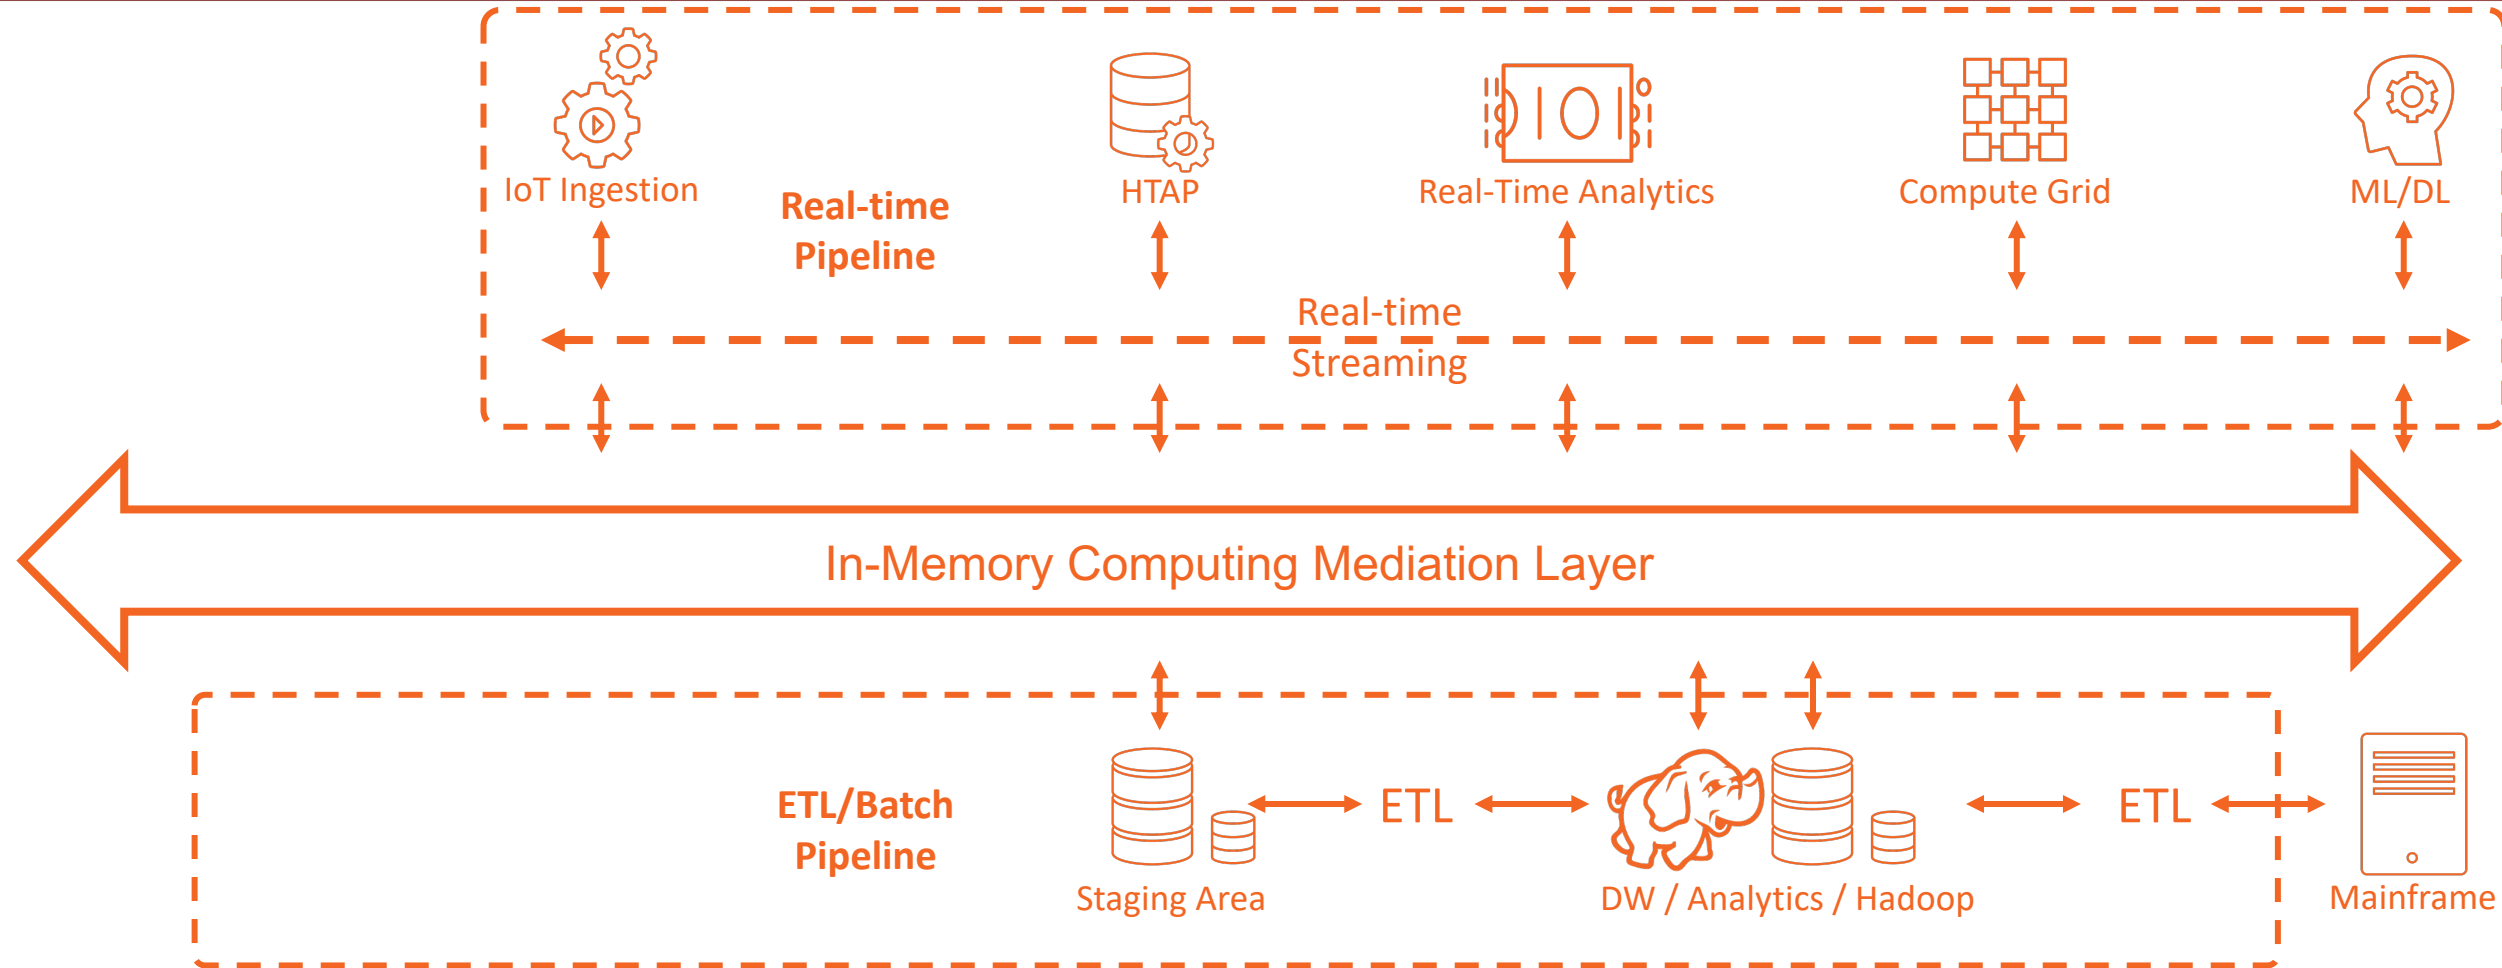 IoT Ingestion
HTAP
Real-Time Analytics
Compute Grid
ML/DL
Real-time
Pipeline
Real-time
Streaming
In-Memory Computing Mediation Layer
ETL/Batch
Pipeline
ETL
ETL
Staging Area
DW / Analytics / Hadoop
Mainframe